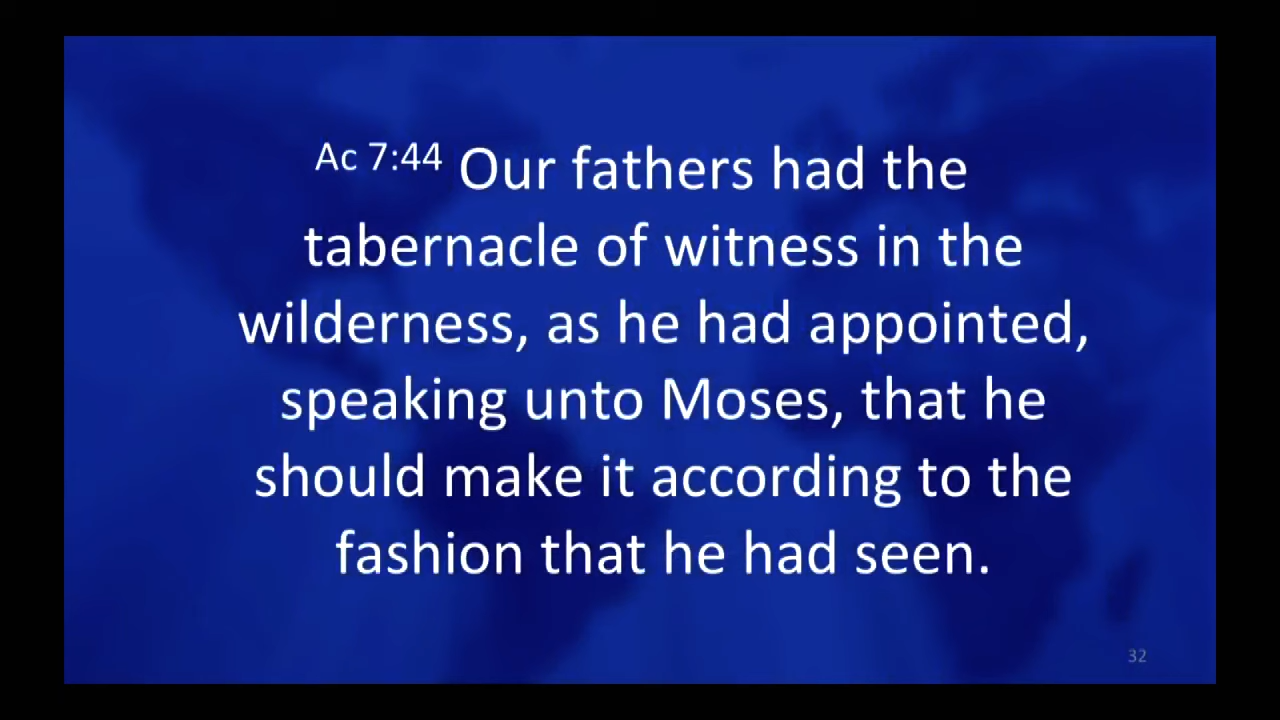 Ac 7:44 Our fathers had the
tabernacle of witness in the
wilderness, as he had appointed,
speaking unto Moses, that he
should make it according to the
fashion that he had seen.
32